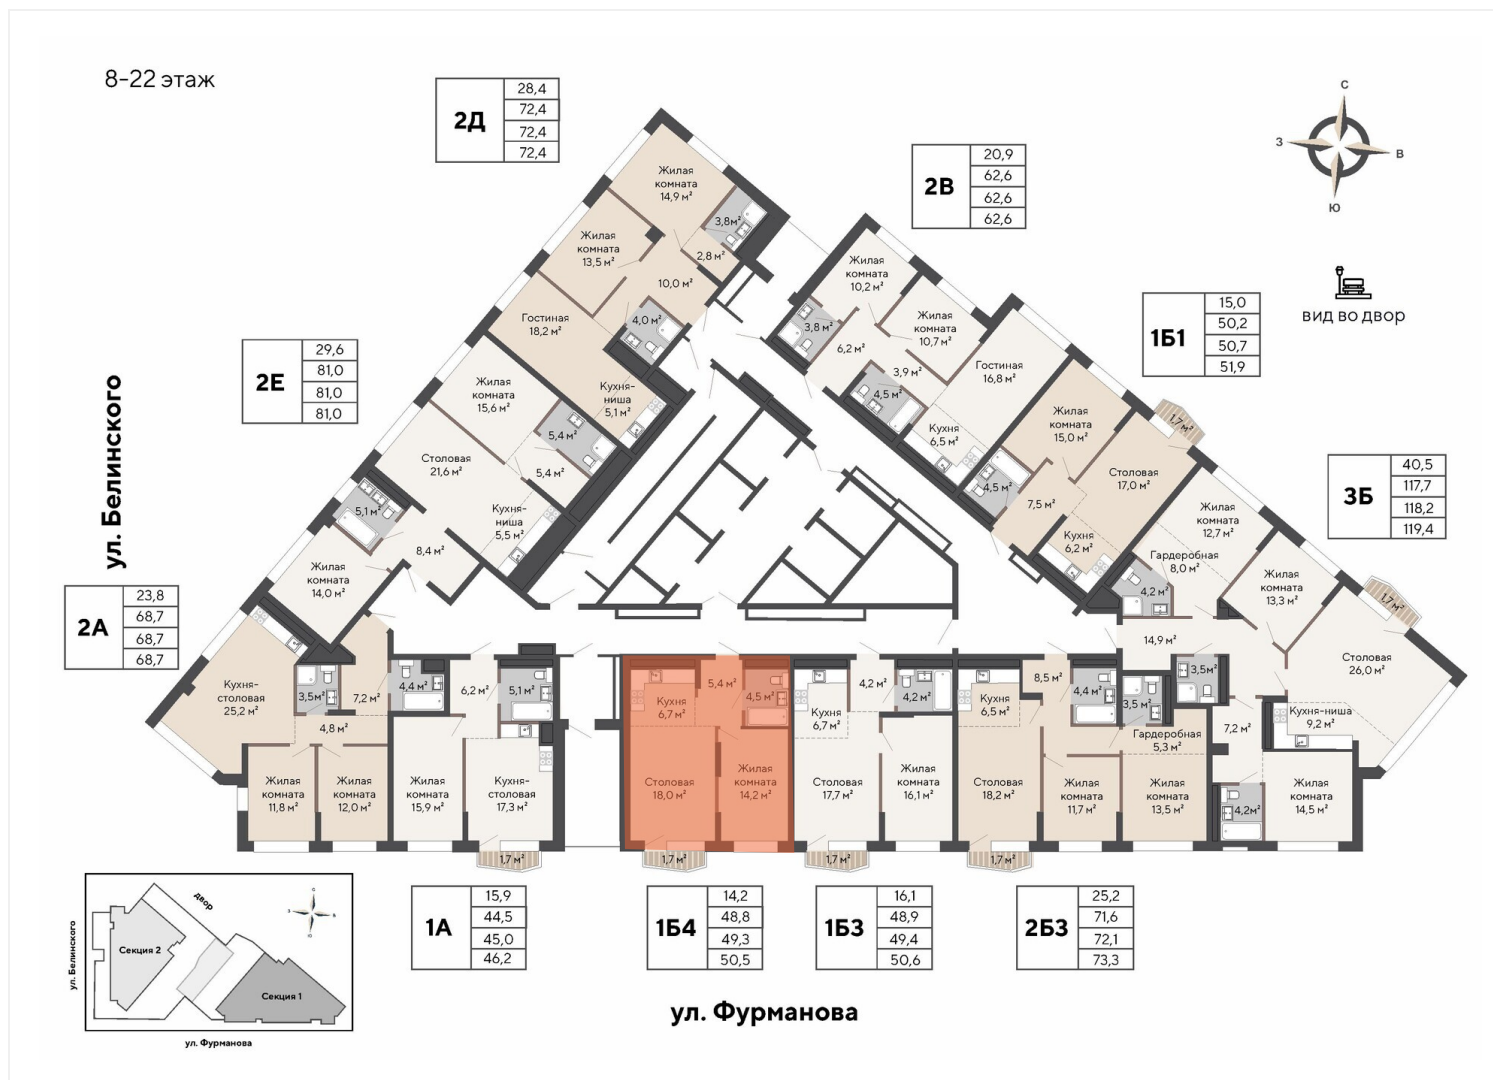 8-22 этаж
2Д
28,4
72,4
72,4
72,4
2В
20,9
62,6
62,6
62,6
С
З
В
Ю
вид во двор
1Б1
15,0
50,2
50,7
51,9
2Е
29,6
81,0
81,0
81,0
ул. Белинского
3Б
40,5
117,7
118,2
119,4
2А
23,8
68,7
68,7
68,7
Жилая
комната
14,9 м²
3,8м²
2,8 м²
Жилая
комната
13,5 м²
10,0 м²
Гостиная
18,2 м²
4,0 м²
Кухня-
ниша
5,1 м²
Жилая
комната
15,6 м²
5,4 м²
5,4 м²
Столовая
21,6 м²
Кухня-
ниша
5,5 м²
5,1 м²
8,4 м²
Жилая
комната
14,0 м²
Жилая
комната
10,2 м²
3,8 м²
6,2 м²
Жилая
комната
10,7 м²
3,9 м²
4,5 м²
Гостиная
16,8 м²
Кухня
6,5 м²
Жилая
комната
15,0 м²
1,7 м²
Столовая
17,0 м²
4,5 м²
7,5 м²
Кухня
6,2 м²
Жилая
комната
12,7 м²
Гардеробная
8,0 м²
4,2 м²
Жилая
комната
13,3 м²
1,7 м²
14,9 м²
Столовая
26,0 м²
3,5м²
7,2 м²
Кухня-ниша
9,2 м²
4,2м²
Жилая
комната
14,5 м²
Кухня-
столовая
25,2 м²
3,5м²
7,2 м²
4,4 м²
4,8 м²
Жилая
комната
11,8 м²
Жилая
комната
12,0 м²
6,2 м²
5,1 м²
Жилая
комната
15,9 м²
Кухня-
столовая
17,3 м²
1,7 м²
5,4 м²
4,5 м²
Кухня
6,7 м²
Столовая
18,0 м²
Жилая
комната
14,2 м²
1,7 м²
4,2 м²
4,2 м²
Кухня
6,7 м²
Столовая
17,7 м²
Жилая
комната
16,1 м²
1,7 м²
8,5 м²
4,4 м²
Кухня
6,5 м²
3,5м²
Гардеробная
5,3 м²
Столовая
18,2 м²
Жилая
комната
11,7 м²
Жилая
комната
13,5 м²
1,7 м²
1А
15,9
44,5
45,0
46,2
1Б4
14,2
48,8
49,3
50,5
1Б3
16,1
48,9
49,4
50,6
2Б3
25,2
71,6
72,1
73,3
ул. Фурманова
двор
ул. Белинского
Секция 2
Секция 1
ул. Фурманова